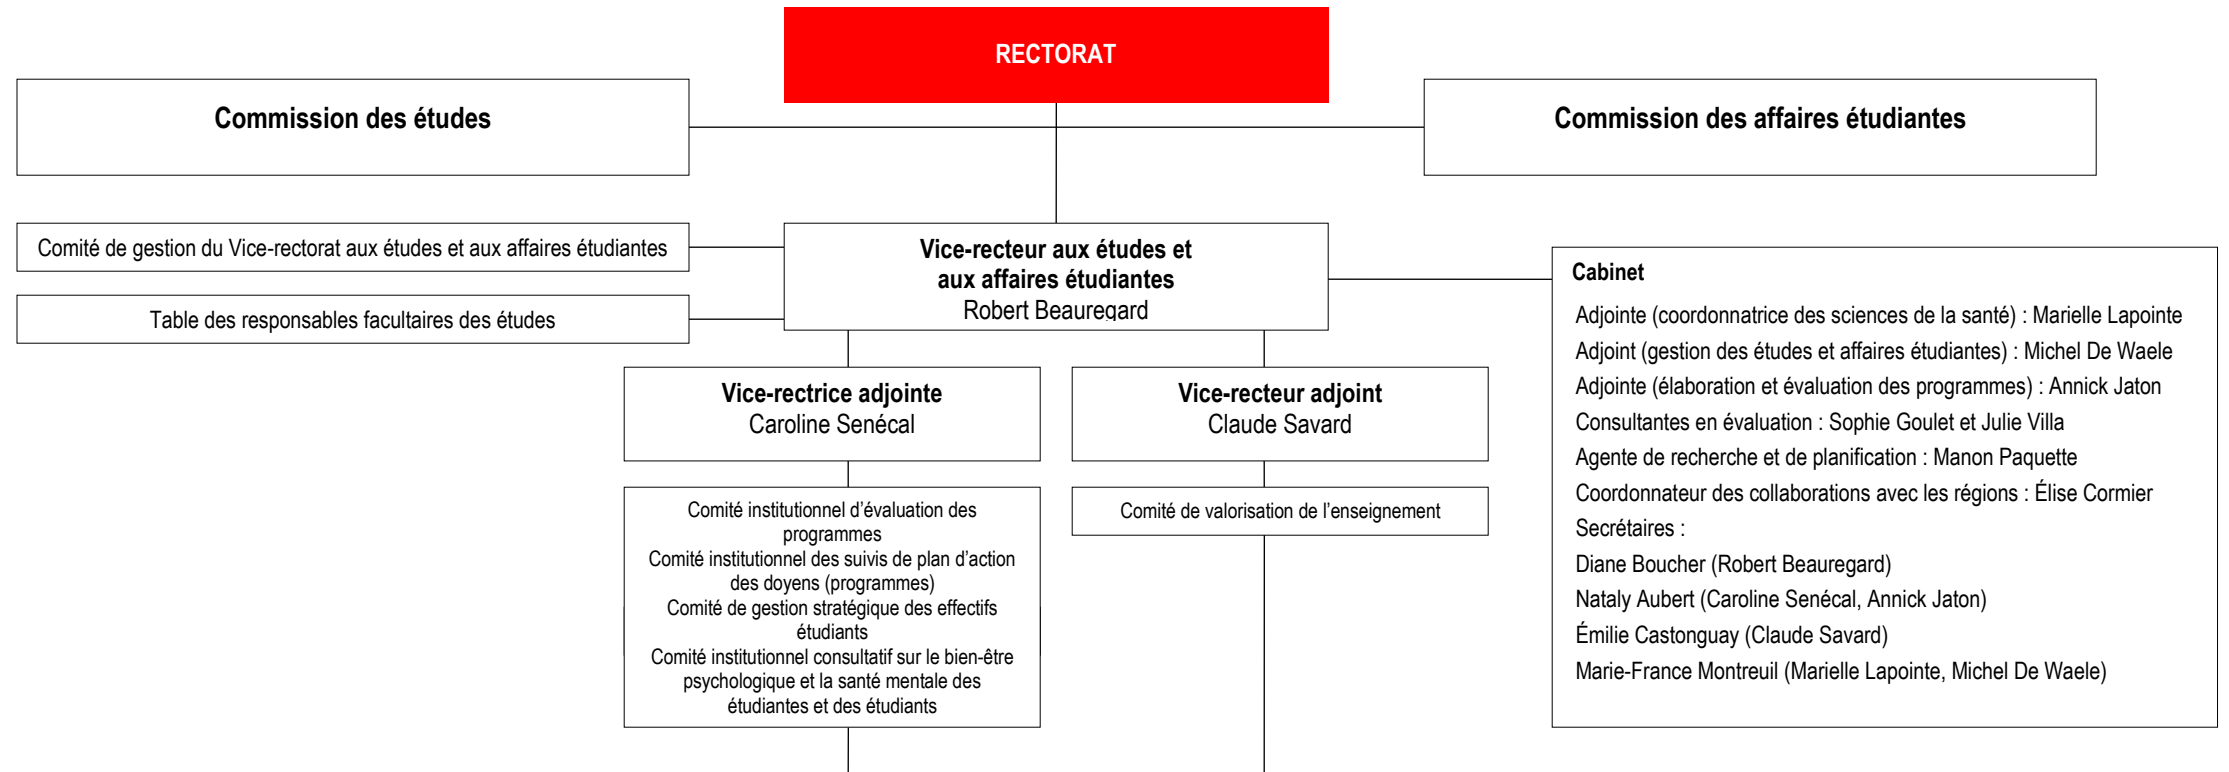 RECTORAT
Commission des études
Commission des affaires étudiantes
Comité de gestion du Vice-rectorat aux études et aux affaires étudiantes
Table des responsables facultaires des études
Vice-recteur aux études et
aux affaires étudiantes
Robert Beauregard
Vice-rectrice adjointe
Caroline Senécal
Vice-recteur adjoint
Claude Savard
Comité institutionnel d’évaluation des
programmes
Comité institutionnel des suivis de plan d’action
des doyens (programmes)
Comité de gestion stratégique des effectifs
étudiants
Comité institutionnel consultatif sur le bien-être
psychologique et la santé mentale des
étudiantes et des étudiants
Comité de valorisation de l’enseignement
Cabinet
Adjointe (coordonnatrice des sciences de la santé) : Marielle Lapointe
Adjoint (gestion des études et affaires étudiantes) : Michel De Waele
Adjointe (élaboration et évaluation des programmes) : Annick Jaton
Consultantes en évaluation : Sophie Goulet et Julie Villa
Agente de recherche et de planification : Manon Paquette
Coordonnateur des collaborations avec les régions : Élise Cormier
Secrétaires :
Diane Boucher (Robert Beauregard)
Nataly Aubert (Caroline Senécal, Annick Jaton)
Émilie Castonguay (Claude Savard)
Marie-France Montreuil (Marielle Lapointe, Michel De Waele)